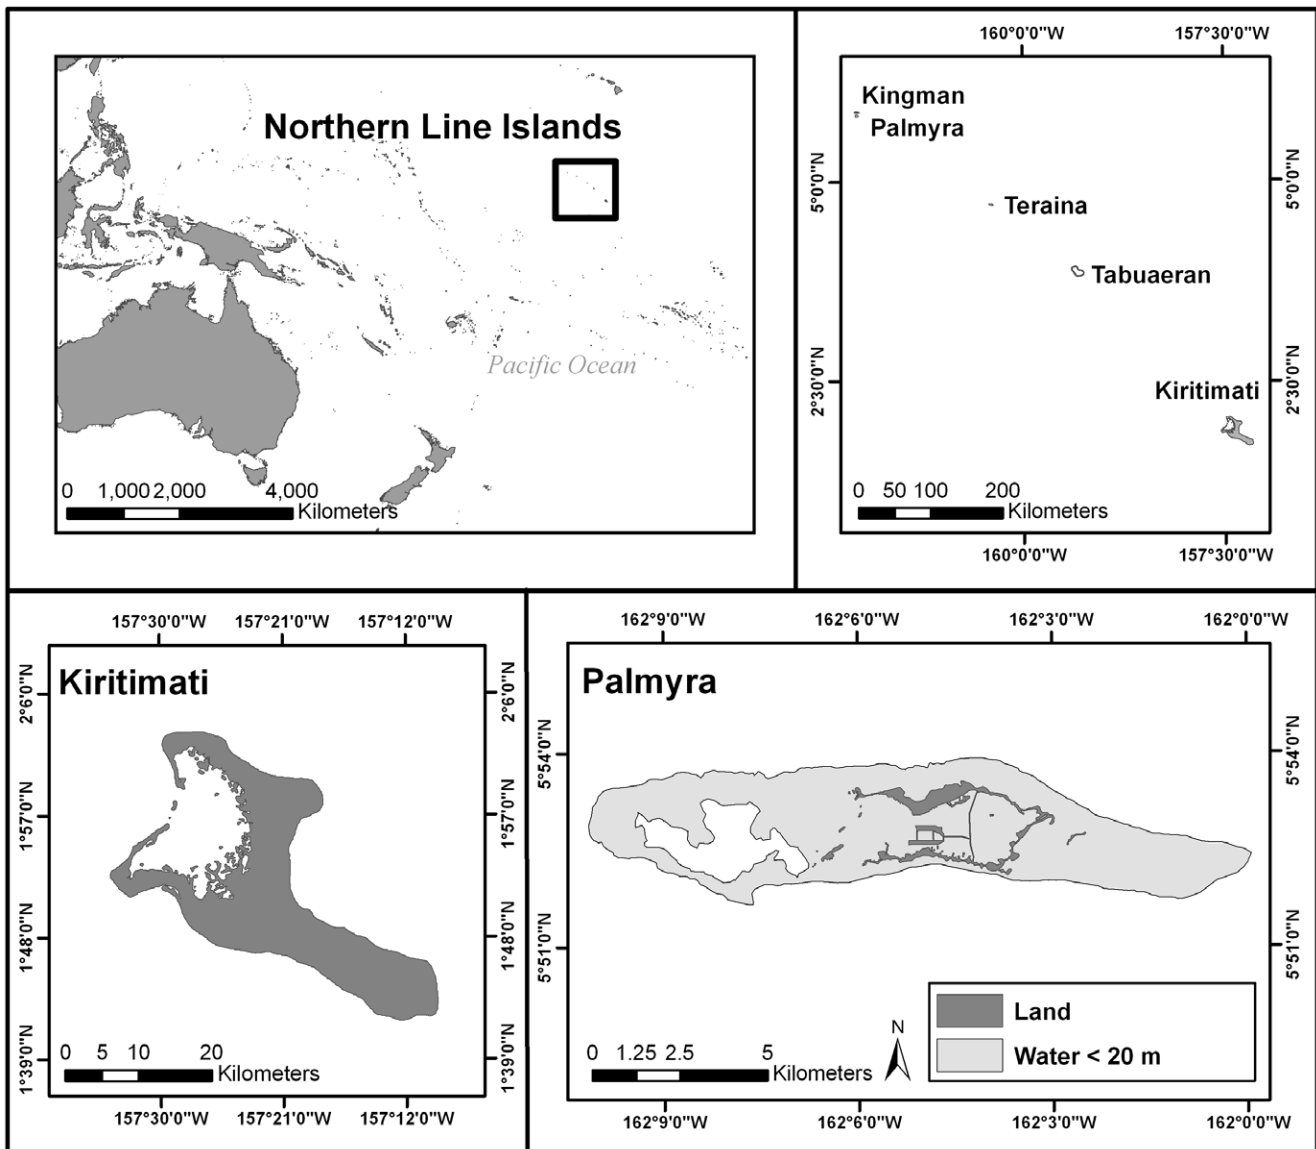 Northern Line Islands
Pacific Ocean
0 1,000 2,000 4,000
Kilometers
160°0'0"W 157°30'0"W
Kingman
Palmyra
5°0'0"N 5°0'0"N
Teraina
Tabuaeran
2°30'0"N 2°30'0"N
Kiritimati
0 50 100 200
Kilometers
160°0'0"W 157°30'0"W
157°30'0"W 157°21'0"W 157°12'0"W
Kiritimati
2°6'0"N 2°6'0"N
1°57'0"N 1°57'0"N
1°48'0"N 1°48'0"N
1°39'0"N 1°39'0"N
0 5 10 20
Kilometers
157°30'0"W 157°21'0"W 157°12'0"W
162°9'0"W 162°6'0"W 162°3'0"W 162°0'0"W
Palmyra
5°54'0"N 5°54'0"N
5°51'0"N 5°51'0"N
0 1.25 2.5 5
Kilometers
N
Land
Water < 20 m
162°9'0"W 162°6'0"W 162°3'0"W 162°0'0"W